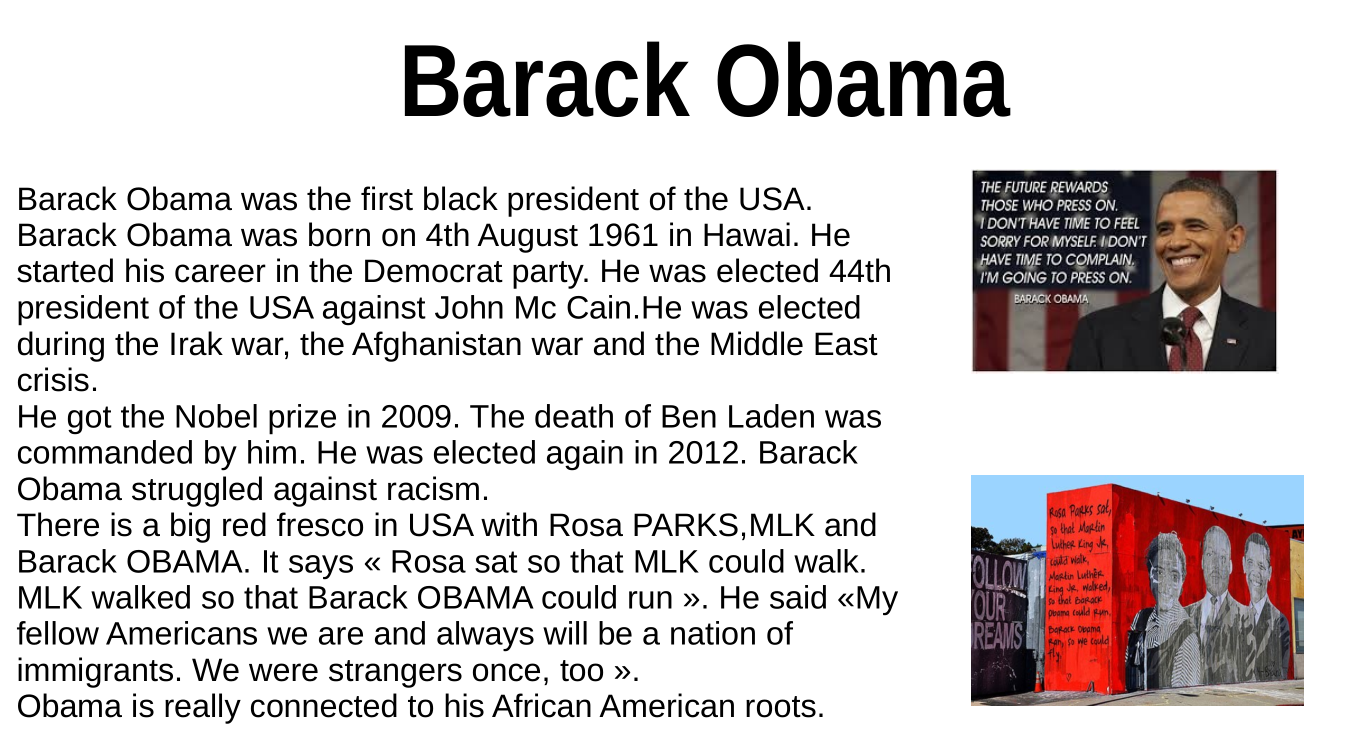 Barack Obama
Barack Obama was the first black president of the USA.
Barack Obama was born on 4th August 1961 in Hawai. He
started his career in the Democrat party. He was elected 44th
president of the USA against John Mc Cain.He was elected
during the Irak war, the Afghanistan war and the Middle East
crisis.
He got the Nobel prize in 2009. The death of Ben Laden was
commanded by him. He was elected again in 2012. Barack
Obama struggled against racism.
There is a big red fresco in USA with Rosa PARKS,MLK and
Barack OBAMA. It says « Rosa sat so that MLK could walk.
MLK walked so that Barack OBAMA could run ». He said «My
fellow Americans we are and always will be a nation of
immigrants. We were strangers once, too ».
Obama is really connected to his African American roots.
THE FUTURE REWARDS
THOSE WHO PRESS ON.
I DON'T HAVE TIME TO FEEL
SORRY FOR MYSELF. I DON'T
HAVE TIME TO COMPLAIN.
I'M GOING TO PRESS ON.
BARACK OBAMA
Rosa Parks sat,
so that Martin
Luther King Jr,
could walk,
Martin Luther
King Jr, walked,
so that Barack
Obama could run,
Barack Obama
ran, so we could
fly.
OLLOW
OUR
REAMS